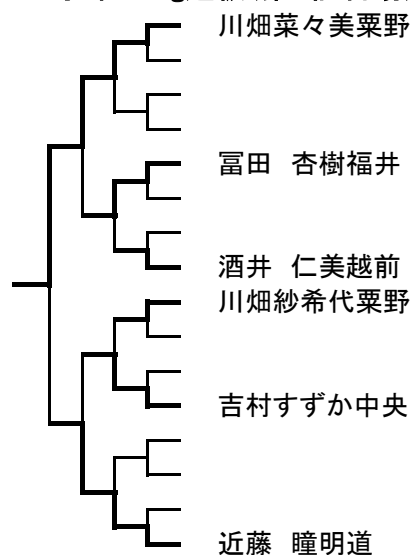 川畑菜々美粟野
冨田　杏樹福井
酒井　仁美越前
川畑紗希代粟野
吉村すずか中央
近藤　瞳明道